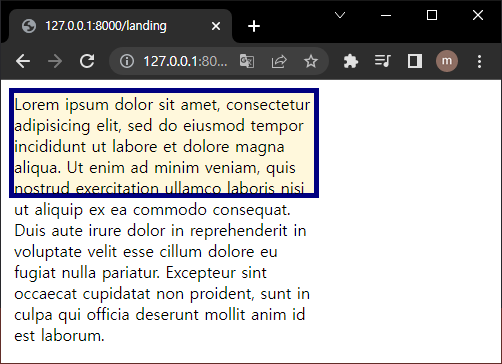 127.0.0.1:8000/landing
127.0.0.1:80...
m
Lorem ipsum dolor sit amet, consectetur
adipisicing elit, sed do eiusmod tempor
incididunt ut labore et dolore magna
aliqua. Ut enim ad minim veniam, quis
nostrud exercitation ullamco laboris nisi
ut aliquip ex ea commodo consequat.
Duis aute irure dolor in reprehenderit in
voluptate velit esse cillum dolore eu
fugiat nulla pariatur. Excepteur sint
occaecat cupidatat non proident, sunt in
culpa qui officia deserunt mollit anim id
est laborum.